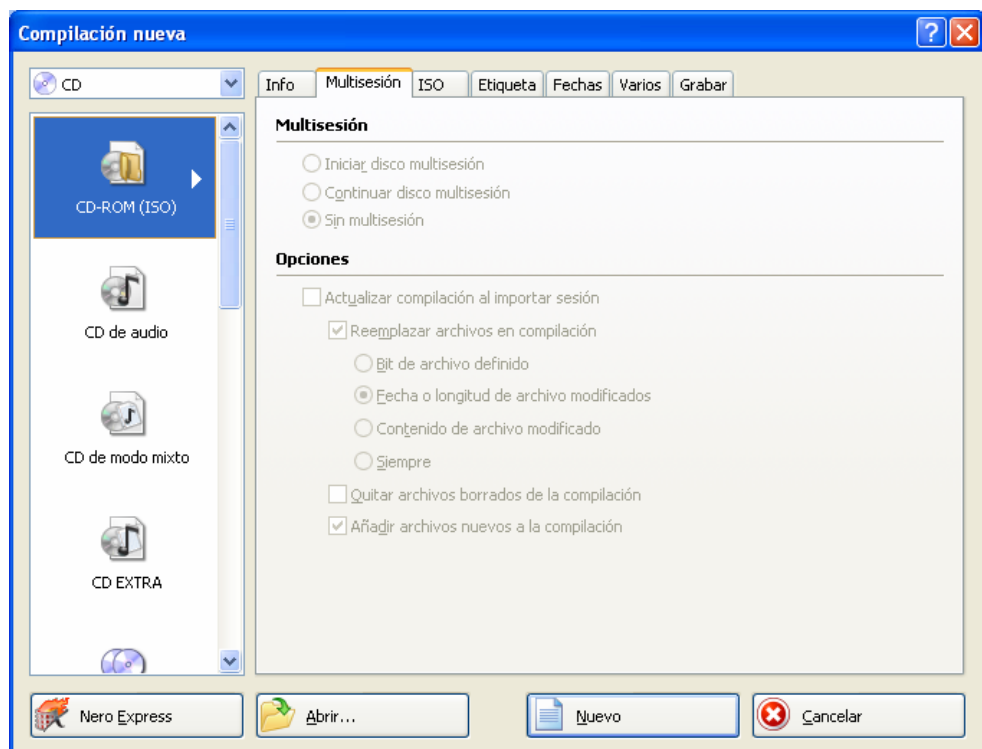 Compilación nueva
CD
Info Multisesión ISO Etiqueta Fechas Varios Grabar
CD-ROM (ISO)
CD de audio
CD de modo mixto
CD EXTRA
Multisesión
Iniciar disco multisesión
Continuar disco multisesión
Sin multisesión
Opciones
Actualizar compilación al importar sesión
Reemplazar archivos en compilación
Bit de archivo definido
Fecha o longitud de archivo modificados
Contenido de archivo modificado
Siempre
Quitar archivos borrados de la compilación
Añadir archivos nuevos a la compilación
Nero Express Abrir... Nuevo Cancelar